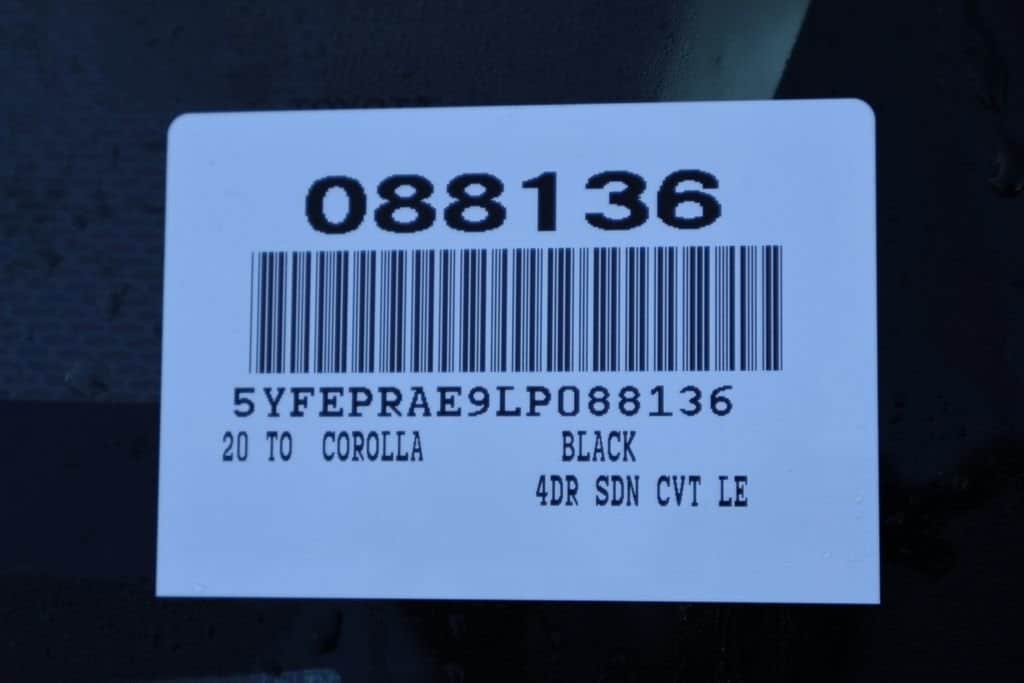 088136
5YFEPRAE9LP088136
20 TO COROLLA BLACK
4DR SDN CVT LE